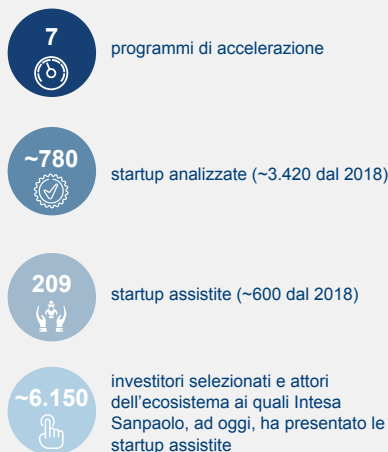 7
programmi di accelerazione
~780
startup analizzate (~3.420 dal 2018)
209
startup assistite (~600 dal 2018)
~6.150
investitori selezionati e attori
dell'ecosistema ai quali Intesa
Sanpaolo, ad oggi, ha presentato le
startup assistite